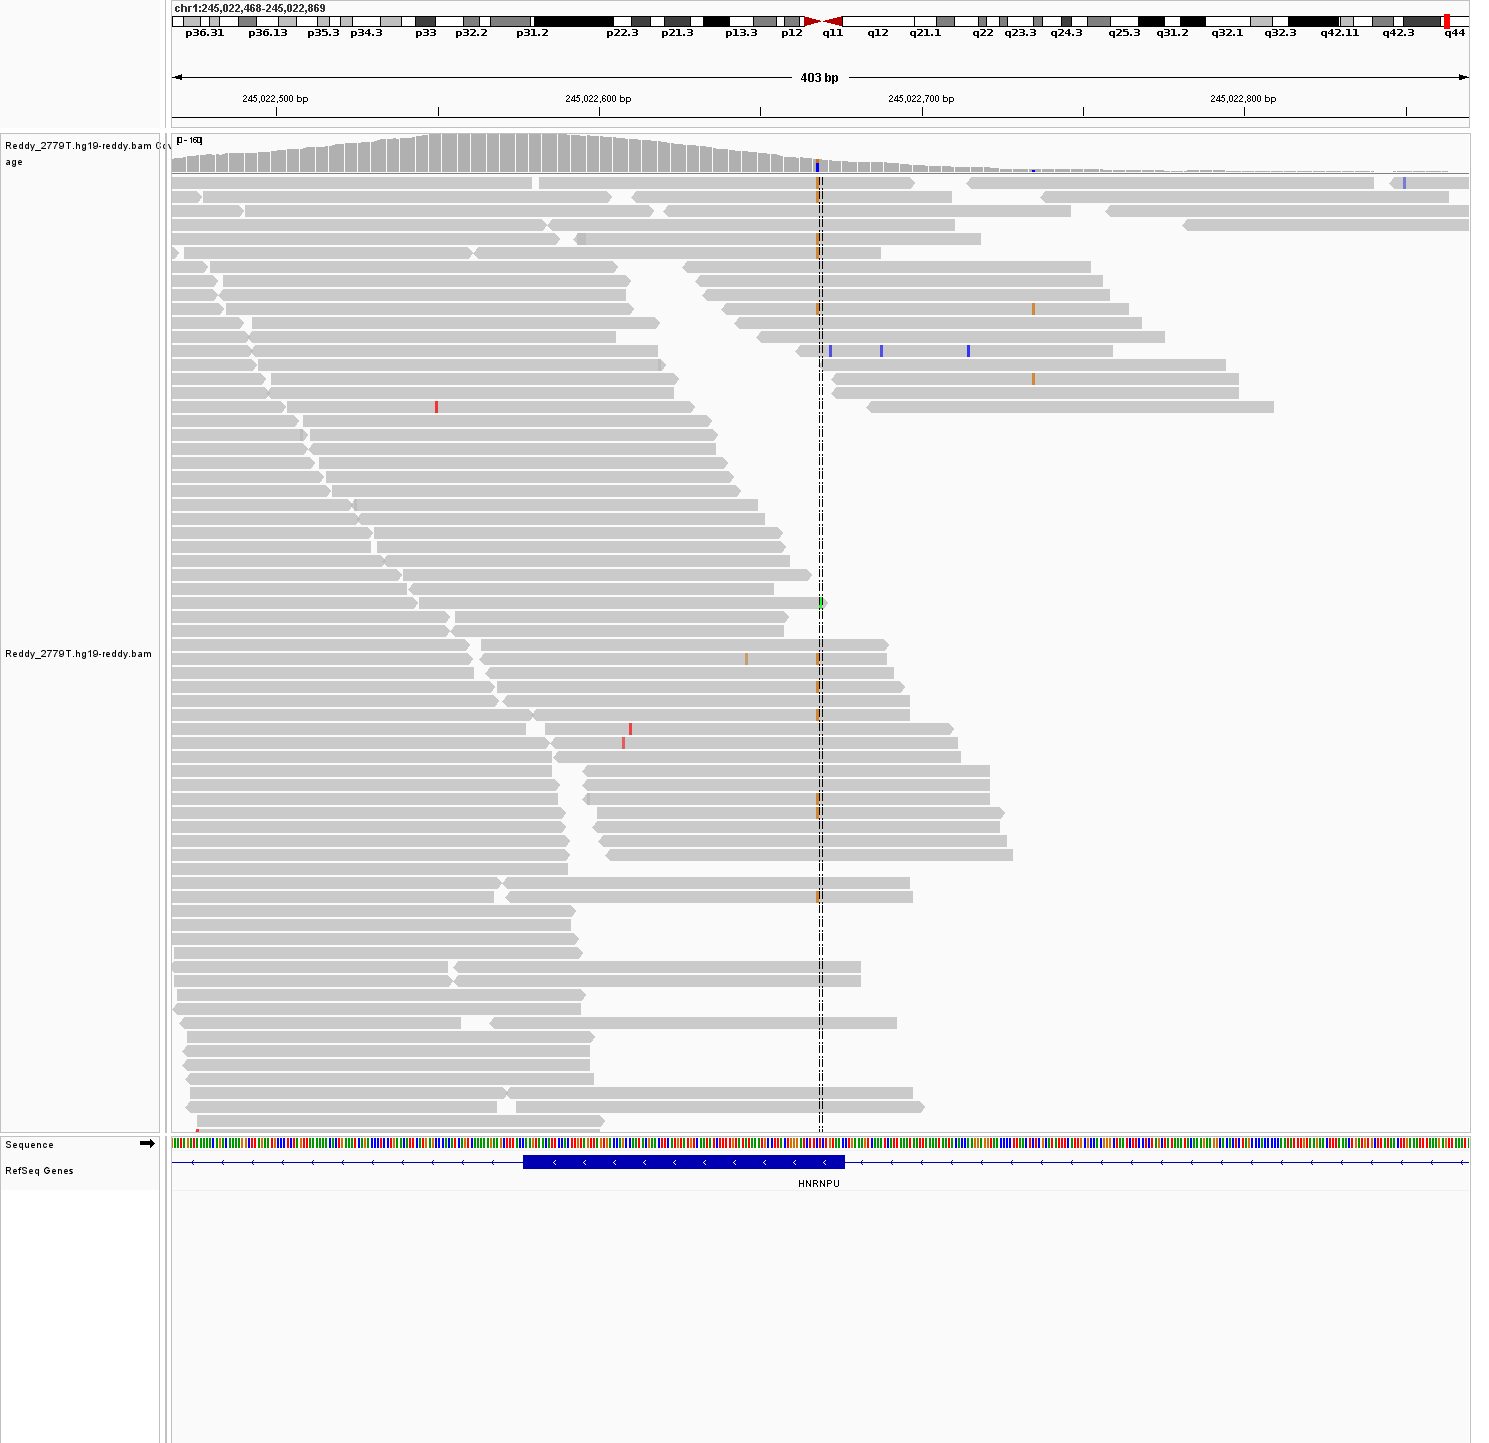 chr1:245,022,468-245,022,869
p36.31 p36.13 p35.3 p34.3 p33 p32.2 p31.2 p22.3 p21.3 p13.3 p12 q11 q12 q21.1 q22 q23.3 q24.3 q25.3 q31.2 q32.1 q32.3 q42.11 q42.3 q44
403 bp
245,022,500 bp 245,022,600 bp 245,022,700 bp 245,022,800 bp
Reddy_2779T.hg19-reddy.bam Cov
age
[0 - 160]
Reddy_2779T.hg19-reddy.bam
Sequence
RefSeq Genes
HNRNPU